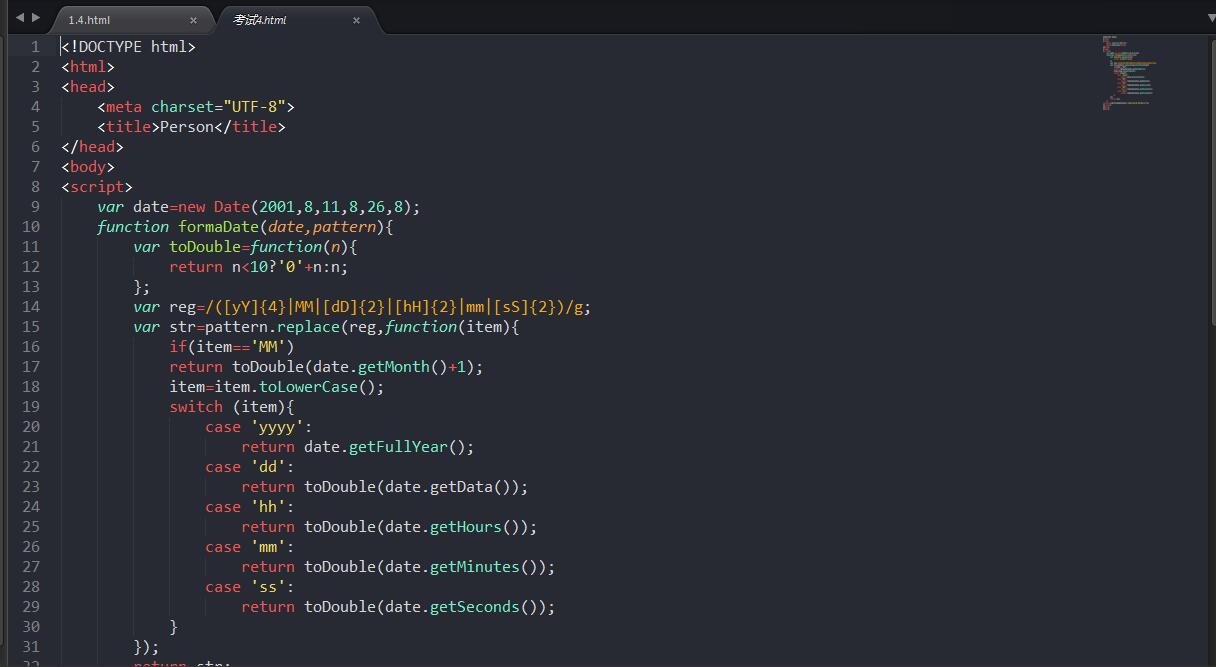 1.4.html × 考试4.html ×
1 <!DOCTYPE html>
2 <html>
3 <head>
4 <meta charset="UTF-8">
5 <title>Person</title>
6 </head>
7 <body>
8 <script>
9 var date=new Date(2001,8,11,8,26,8);
10 function formaDate(date,pattern){
11 var toDouble=function(n){
12 return n<10?'0'+n:n;
13 };
14 var reg=/([yY]{4}|MM|[dD]{2}|[hH]{2}|mm|[sS]{2})/g;
15 var str=pattern.replace(reg,function(item){
16 if(item=='MM')
17 return toDouble(date.getMonth()+1);
18 item=item.toLowerCase();
19 switch (item){
20 case 'yyyy':
21 return date.getFullYear();
22 case 'dd':
23 return toDouble(date.getData());
24 case 'hh':
25 return toDouble(date.getHours());
26 case 'mm':
27 return toDouble(date.getMinutes());
28 case 'ss':
29 return toDouble(date.getSeconds());
30 }
31 });
32 return str;